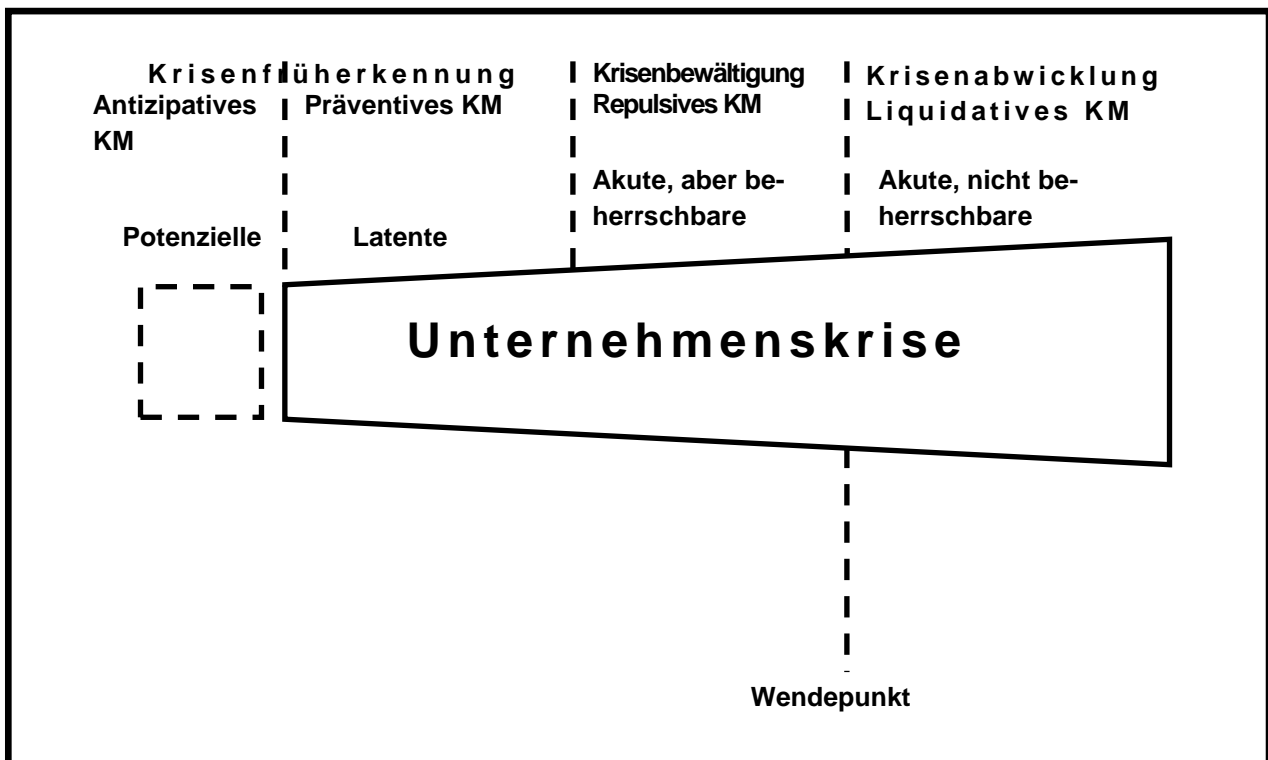 Krisenfrüherkennung
Antizipatives
KM
Präventives KM
Krisenbewältigung
Repulsives KM
Krisenabwicklung
Liquidatives KM
Potenzielle
Latente
Akute, aber be-
herrschbare
Akute, nicht be-
herrschbare
Unternehmenskrise
Wendepunkt